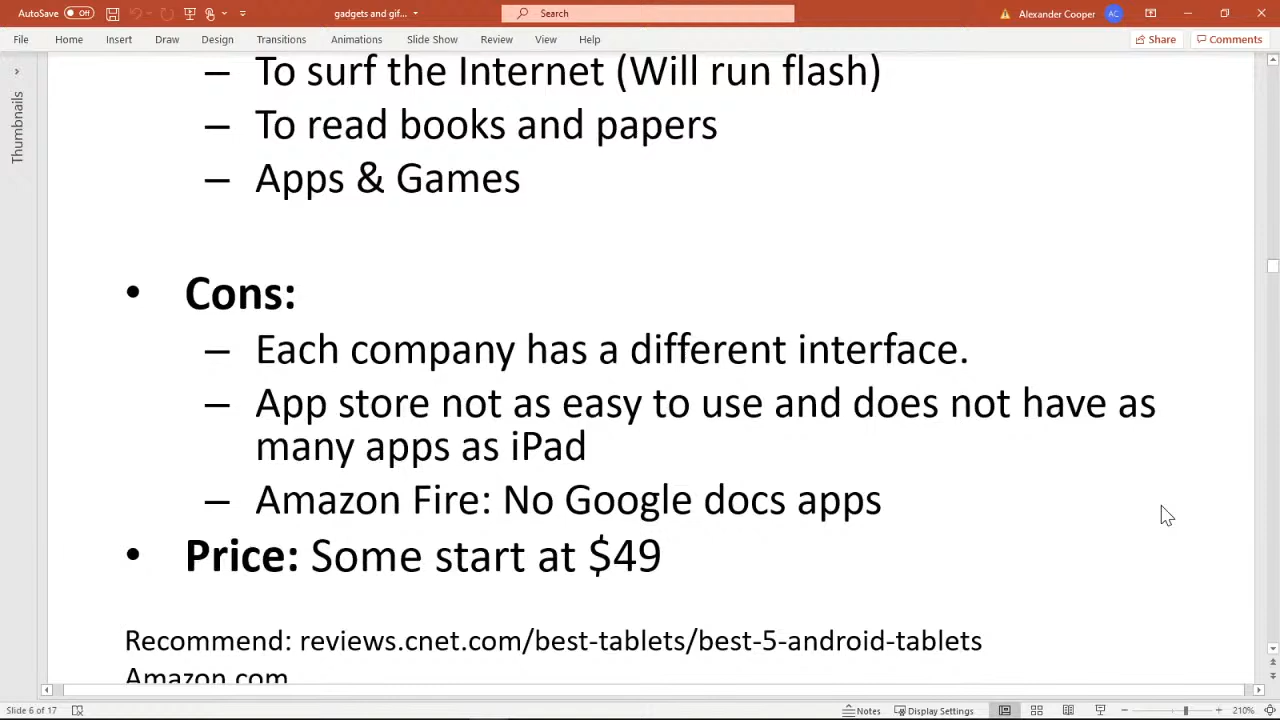 AutoSave Off gadgets and gif... Search Alexander Cooper AC
File Home Insert Draw Design Transitions Animations Slide Show Review View Help Share Comments
Thumbnails
– To surf the Internet (Will run flash)
– To read books and papers
– Apps & Games
• Cons:
– Each company has a different interface.
– App store not as easy to use and does not have as
many apps as iPad
– Amazon Fire: No Google docs apps
• Price: Some start at $49
Recommend: reviews.cnet.com/best-tablets/best-5-android-tablets
Amazon.com
Slide 6 of 17 Notes Display Settings 210%